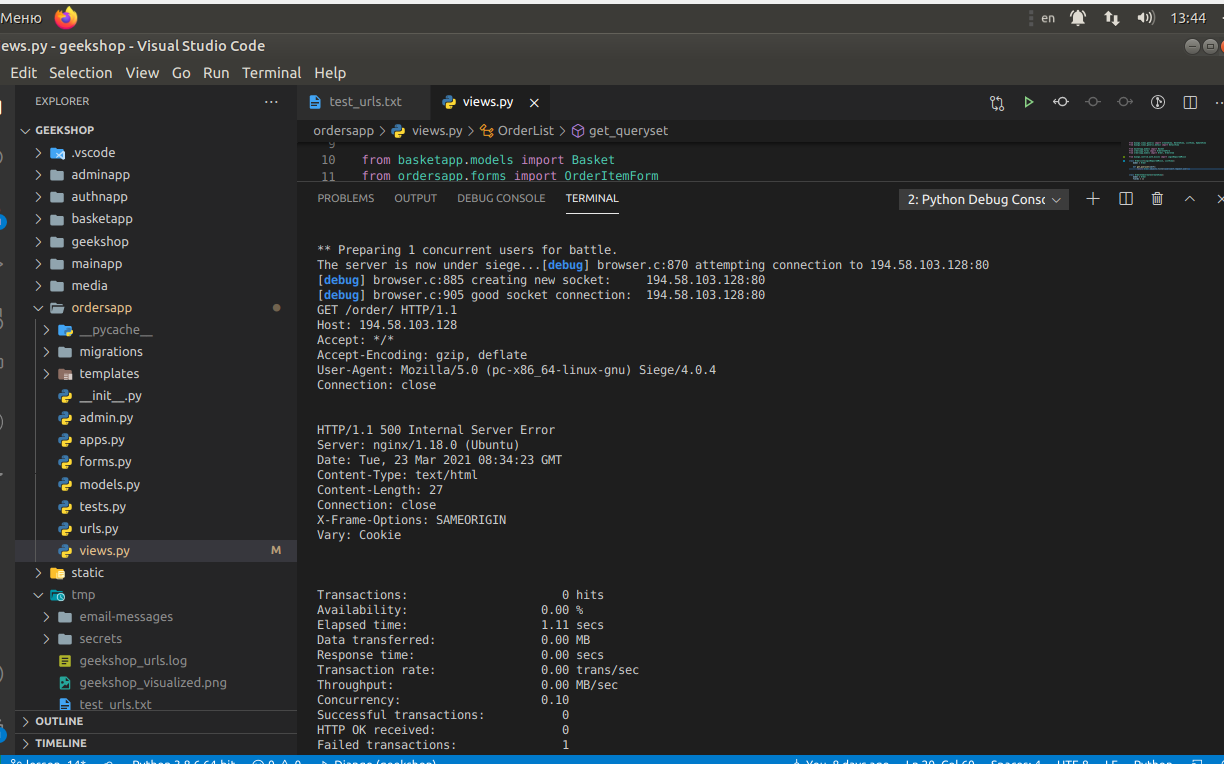 Меню
en
13:44
ews.py - geekshop - Visual Studio Code
Edit Selection View Go Run Terminal Help
EXPLORER
GEEKSHOP
.vscode
adminapp
authnapp
basketapp
geekshop
mainapp
media
ordersapp
__pycache__
migrations
templates
__init__.py
admin.py
apps.py
forms.py
models.py
tests.py
urls.py
views.py M
static
tmp
email-messages
secrets
geekshop_urls.log
geekshop_visualized.png
test_urls.txt
OUTLINE
TIMELINE
test_urls.txt
views.py
ordersapp > views.py > OrderList > get_queryset
9
10 from basketapp.models import Basket
11 from ordersapp.forms import OrderItemForm
PROBLEMS OUTPUT DEBUG CONSOLE TERMINAL
2: Python Debug Consc
** Preparing 1 concurrent users for battle.
The server is now under siege...[debug] browser.c:870 attempting connection to 194.58.103.128:80
[debug] browser.c:885 creating new socket: 194.58.103.128:80
[debug] browser.c:905 good socket connection: 194.58.103.128:80
GET /order/ HTTP/1.1
Host: 194.58.103.128
Accept: */*
Accept-Encoding: gzip, deflate
User-Agent: Mozilla/5.0 (pc-x86_64-linux-gnu) Siege/4.0.4
Connection: close
HTTP/1.1 500 Internal Server Error
Server: nginx/1.18.0 (Ubuntu)
Date: Tue, 23 Mar 2021 08:34:23 GMT
Content-Type: text/html
Content-Length: 27
Connection: close
X-Frame-Options: SAMEORIGIN
Vary: Cookie
Transactions: 0 hits
Availability: 0.00 %
Elapsed time: 1.11 secs
Data transferred: 0.00 MB
Response time: 0.00 secs
Transaction rate: 0.00 trans/sec
Throughput: 0.00 MB/sec
Concurrency: 0.10
Successful transactions: 0
HTTP OK received: 0
Failed transactions: 1